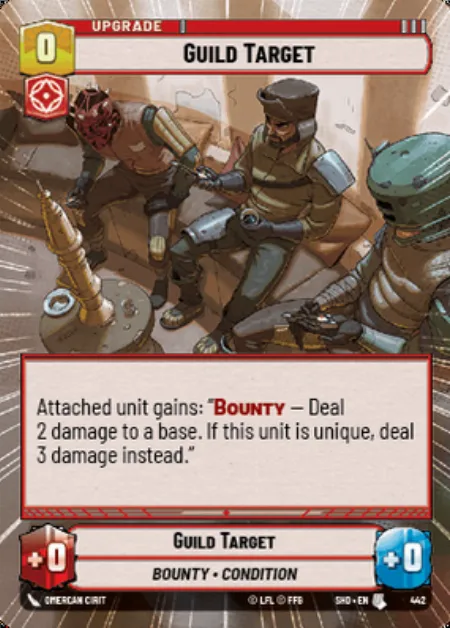 UPGRADE
0
GUILD TARGET
Attached unit gains: "BOUNTY – Deal
2 damage to a base. If this unit is unique, deal
3 damage instead."
+0
GUILD TARGET
+0
BOUNTY • CONDITION
OMERCAN CIRIT
© LFL © FFG
SHD • EN
442